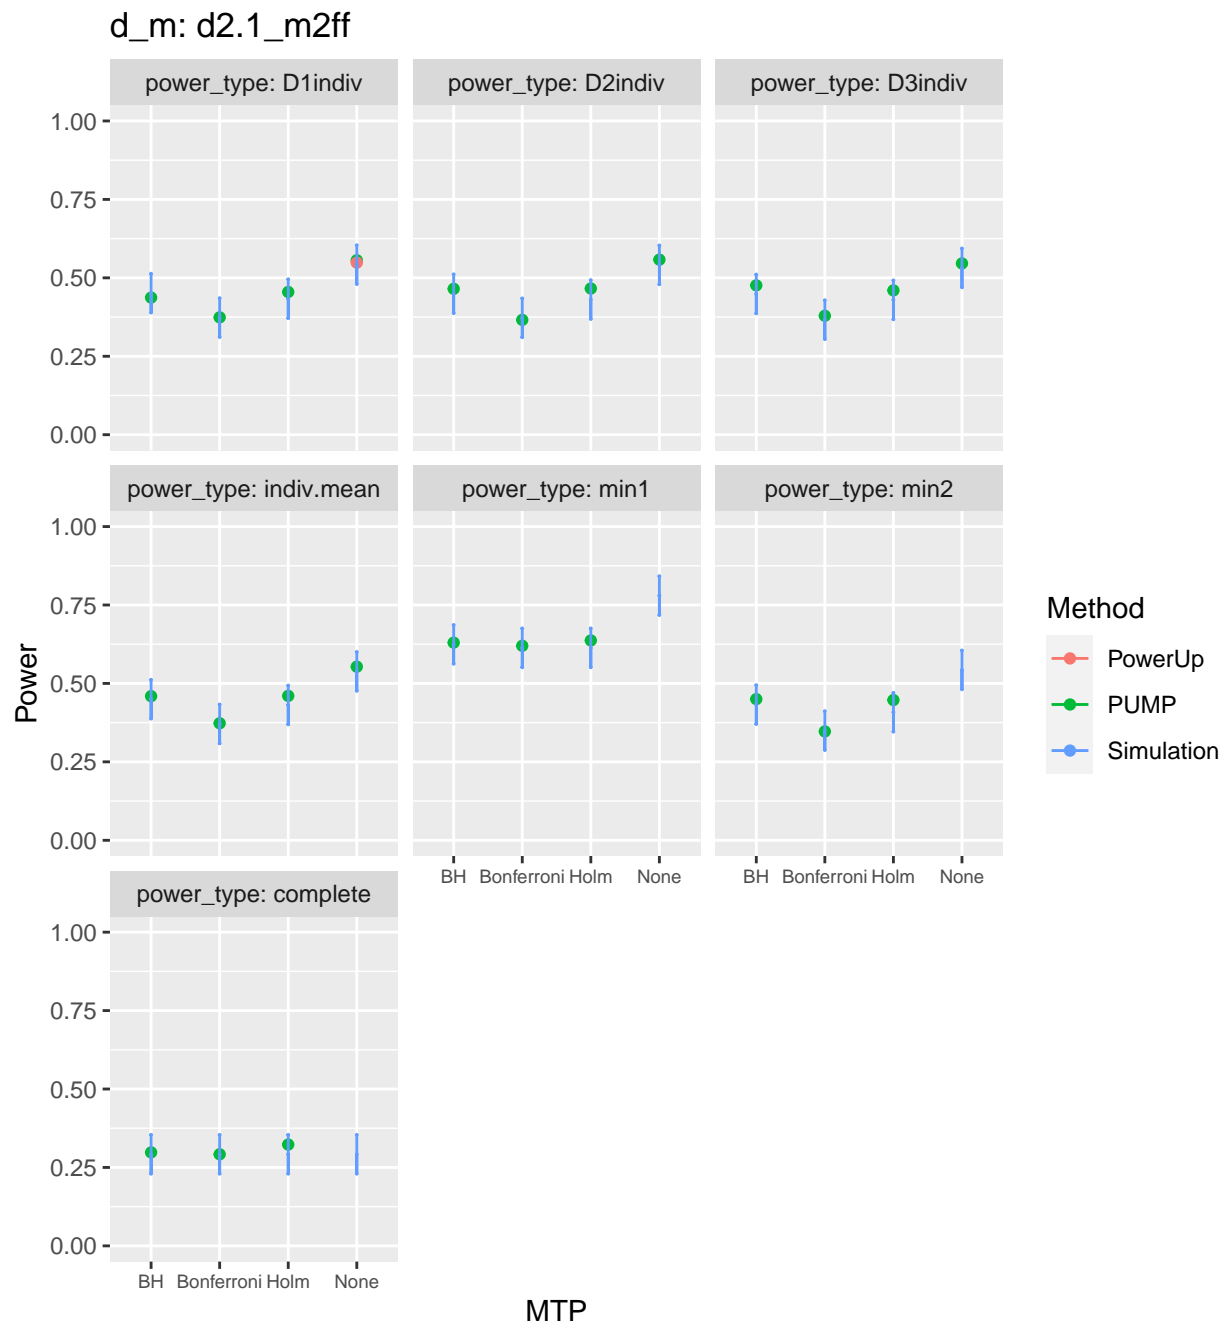 d_m: d2.1_m2ff
power_type: D1indiv
power_type: D2indiv
power_type: D3indiv
1.00
0.75
0.50
0.25
0.00
power_type: indiv.mean
power_type: min1
power_type: min2
1.00
0.75
0.50
0.25
0.00
BH Bonferroni Holm None
BH Bonferroni Holm None
power_type: complete
1.00
0.75
0.50
0.25
0.00
BH Bonferroni Holm None
Power
MTP
Method
PowerUp
PUMP
Simulation